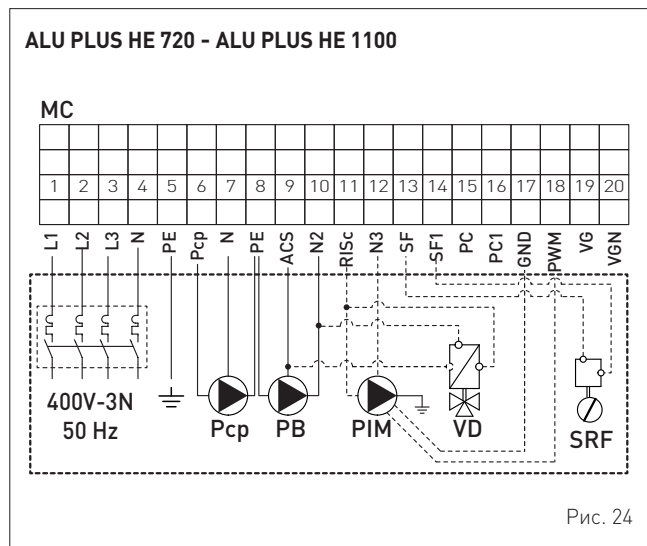 ALU PLUS HE 720 - ALU PLUS HE 1100
MC
1 2 3 4 5 6 7 8 9 10 11 12 13 14 15 16 17 18 19 20
L1 L2 L3 N PE Pcp N PE ACS N2 RISc N3 SF SF1 PC PC1 GND PWM VG VGN
400V-3N
50 Hz
Pcp PB PIM VD
SRF
Рис. 24